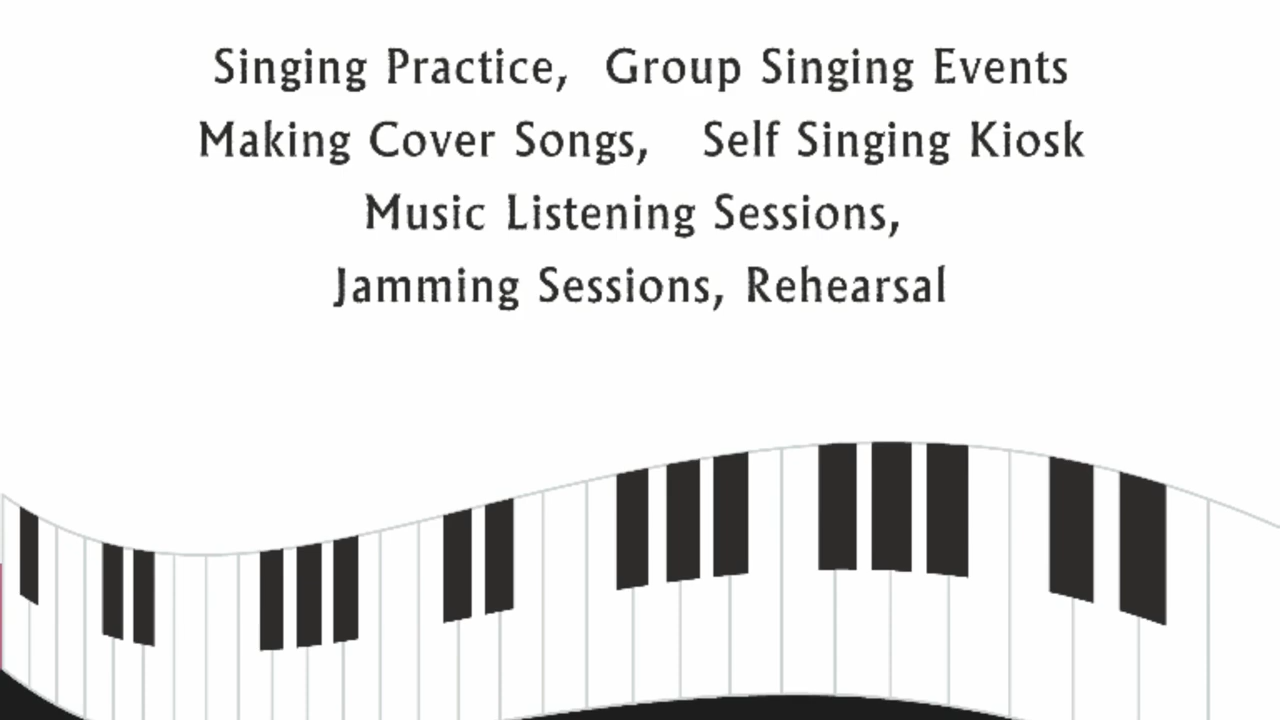 Singing Practice, Group Singing Events
Making Cover Songs, Self Singing Kiosk
Music Listening Sessions,
Jamming Sessions, Rehearsal